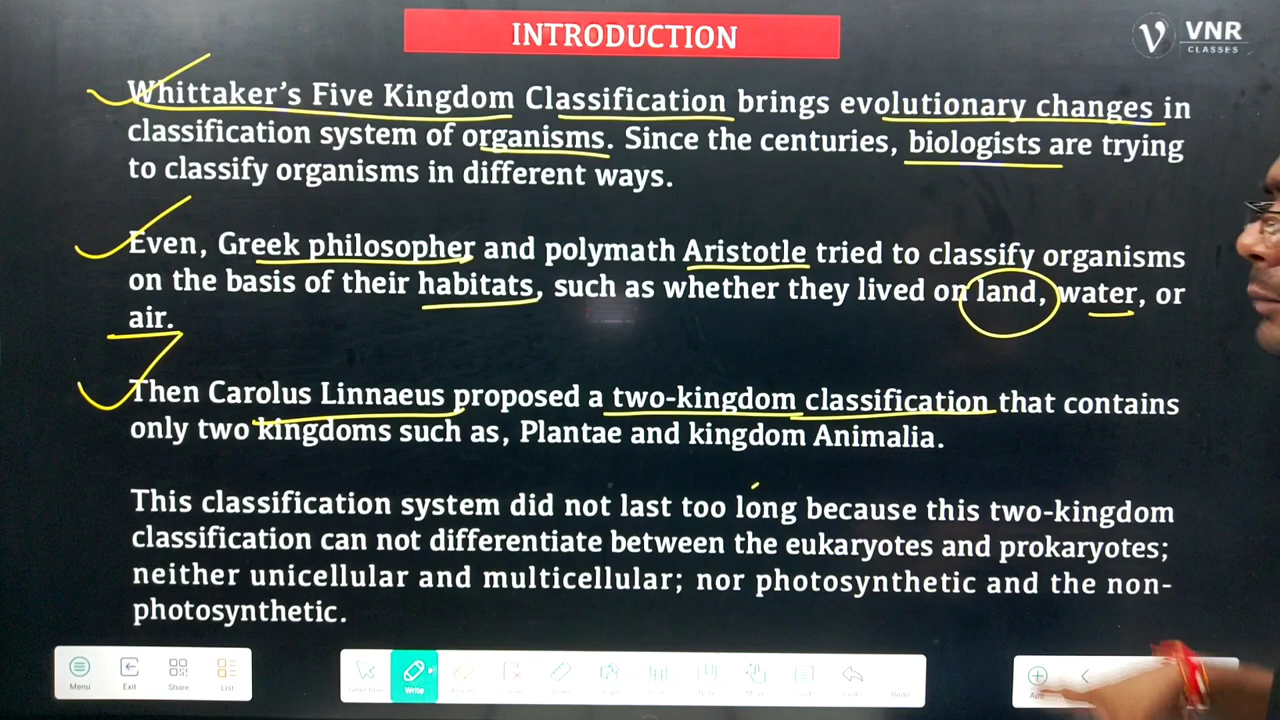 INTRODUCTION
VNR
CLASSES
Whittaker's Five Kingdom Classification brings evolutionary changes in
classification system of organisms. Since the centuries, biologists are trying
to classify organisms in different ways.
Even, Greek philosopher and polymath Aristotle tried to classify organisms
on the basis of their habitats, such as whether they lived on land, water, or
air.
Then Carolus Linnaeus proposed a two-kingdom classification that contains
only two kingdoms such as, Plantae and kingdom Animalia.
This classification system did not last too long because this two-kingdom
classification can not differentiate between the eukaryotes and prokaryotes;
neither unicellular and multicellular; nor photosynthetic and the non-
photosynthetic.
Menu Exit Share List Write Undo Redo Add